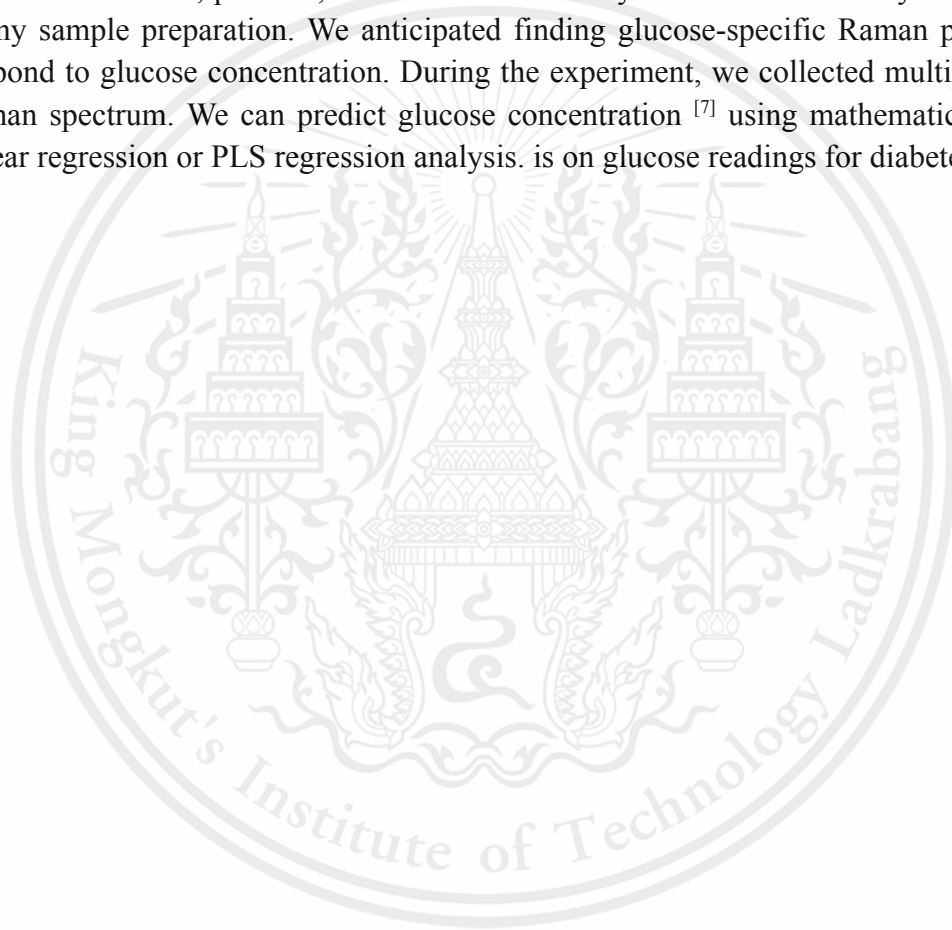 ny sample preparation. We anticipated finding glucose-specific Raman p
pond to glucose concentration. During the experiment, we collected multi
nan spectrum. We can predict glucose concentration [7] using mathematic
ear regression or PLS regression analysis. is on glucose readings for diabete
King Mongkut's Institute of Technology Ladkrabang